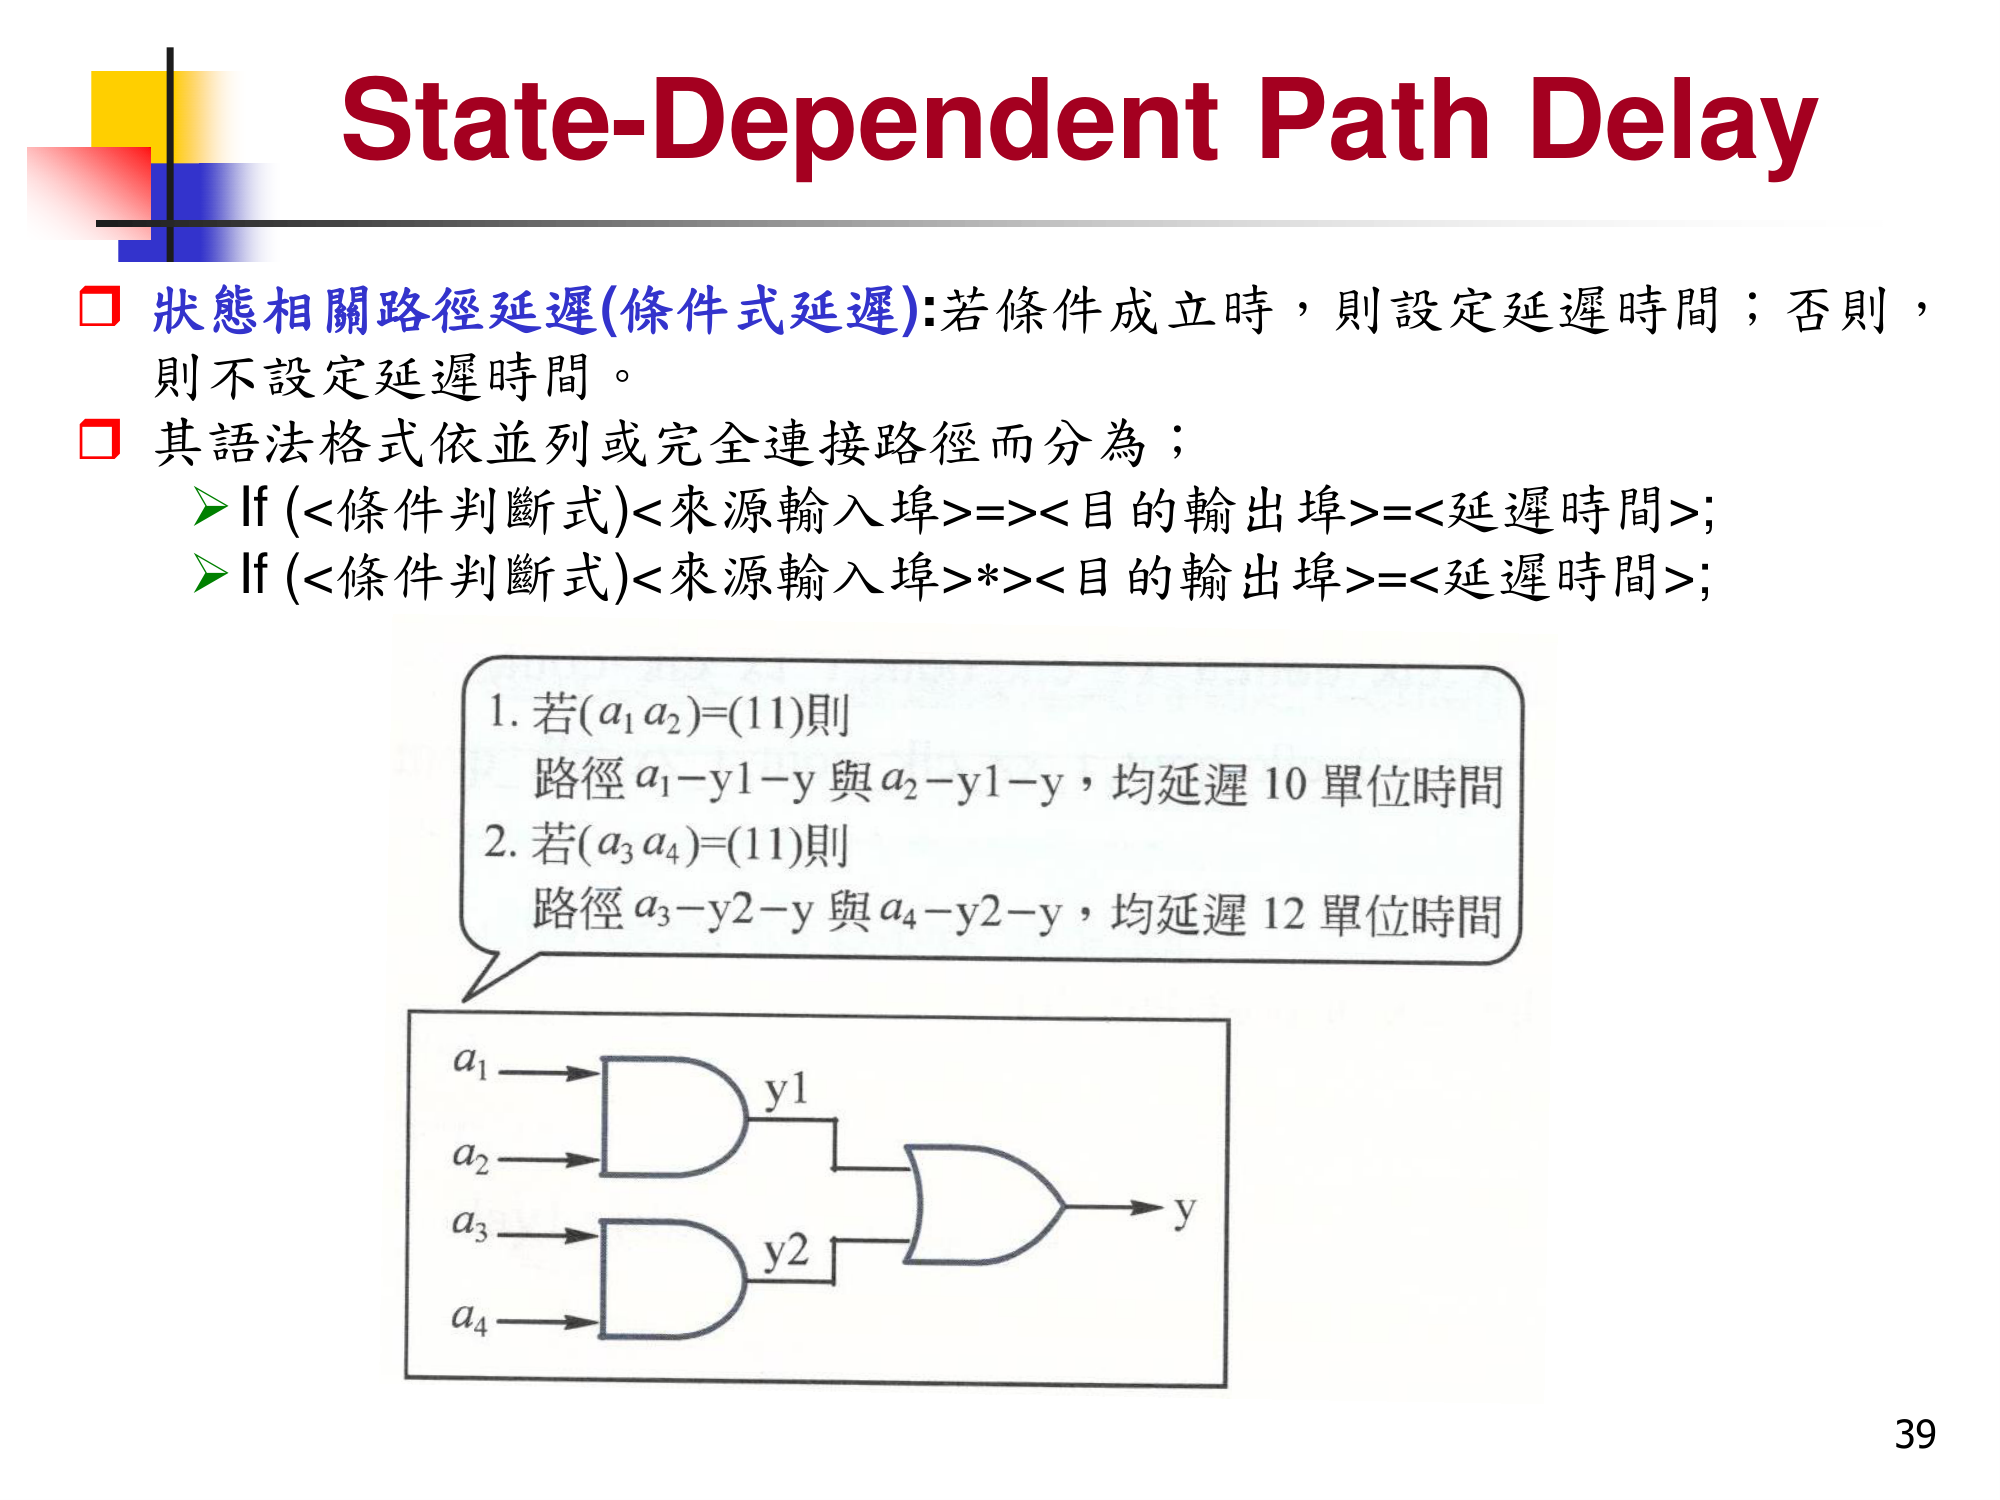 State-Dependent Path Delay
狀態相關路徑延遲(條件式延遲):若條件成立時，則設定延遲時間；否則，
則不設定延遲時間。
其語法格式依並列或完全連接路徑而分為；
If (<條件判斷式)<來源輸入埠>=><目的輸出埠>=<延遲時間>;
If (<條件判斷式)<來源輸入埠>*><目的輸出埠>=<延遲時間>;
1. 若(a₁ a₂)=(11)則
路徑 a₁−y1−y 與 a₂−y1−y，均延遲 10 單位時間
2. 若(a₃ a₄)=(11)則
路徑 a₃−y2−y 與 a₄−y2−y，均延遲 12 單位時間
a₁
y1
a₂
a₃
y
y2
a₄
39